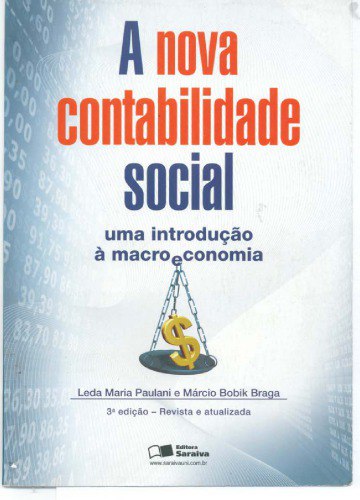 A nova
contabilidade
social
uma introdução
à macroeconomia
$
Leda Maria Paulani e Márcio Bobik Braga
3ª edição – Revista e atualizada
Editora
Saraiva
www.saraivauni.com.br